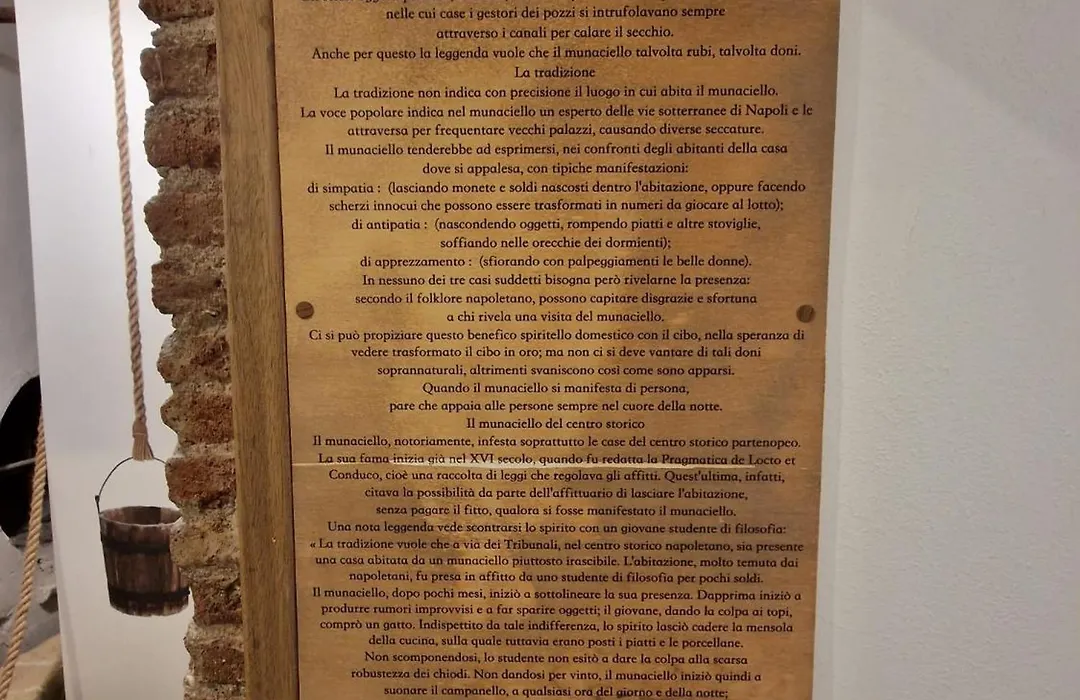 nelle cui case i gestori dei pozzi si intrufolavano sempre
attraverso i canali per calare il secchio.
Anche per questo la leggenda vuole che il munaciello talvolta rubi, talvolta doni.
La tradizione
La tradizione non indica con precisione il luogo in cui abita il munaciello.
La voce popolare indica nel munaciello un esperto delle vie sotterranee di Napoli e le
attraversa per frequentare vecchi palazzi, causando diverse seccature.
Il munaciello tenderebbe ad esprimersi, nei confronti degli abitanti della casa
dove si appalesa, con tipiche manifestazioni:
di simpatia : (lasciando monete e soldi nascosti dentro l'abitazione, oppure facendo
scherzi innocui che possono essere trasformati in numeri da giocare al lotto);
di antipatia : (nascondendo oggetti, rompendo piatti e altre stoviglie,
soffiando nelle orecchie dei dormienti);
di apprezzamento : (sfiorando con palpeggiamenti le belle donne).
In nessuno dei tre casi suddetti bisogna però rivelarne la presenza:
secondo il folklore napoletano, possono capitare disgrazie e sfortuna
a chi rivela una visita del munaciello.
Ci si può propiziare questo benefico spiritello domestico con il cibo, nella speranza di
vedere trasformato il cibo in oro; ma non ci si deve vantare di tali doni
soprannaturali, altrimenti svaniscono così come sono apparsi.
Quando il munaciello si manifesta di persona,
pare che appaia alle persone sempre nel cuore della notte.
Il munaciello del centro storico
Il munaciello, notoriamente, infesta soprattutto le case del centro storico partenopeo.
La sua fama inizia già nel XVI secolo, quando fu redatta la Pragmatica de Locto et
Conduco, cioè una raccolta di leggi che regolava gli affitti. Quest'ultima, infatti,
citava la possibilità da parte dell'affittuario di lasciare l'abitazione,
senza pagare il fitto, qualora si fosse manifestato il munaciello.
Una nota leggenda vede scontrarsi lo spirito con un giovane studente di filosofia:
« La tradizione vuole che a via dei Tribunali, nel centro storico napoletano, sia presente
una casa abitata da un munaciello piuttosto irascibile. L'abitazione, molto temuta dai
napoletani, fu presa in affitto da uno studente di filosofia per pochi soldi.
Il munaciello, dopo pochi mesi, iniziò a sottolineare la sua presenza. Dapprima iniziò a
produrre rumori improvvisi e a far sparire oggetti; il giovane, dando la colpa ai topi,
comprò un gatto. Indispettito da tale indifferenza, lo spirito lasciò cadere la mensola
della cucina, sulla quale tuttavia erano posti i piatti e le porcellane.
Non scomponendosi, lo studente non esitò a dare la colpa alla scarsa
robustezza dei chiodi. Non dandosi per vinto, il munaciello iniziò quindi a
suonare il campanello, a qualsiasi ora del giorno e della notte;